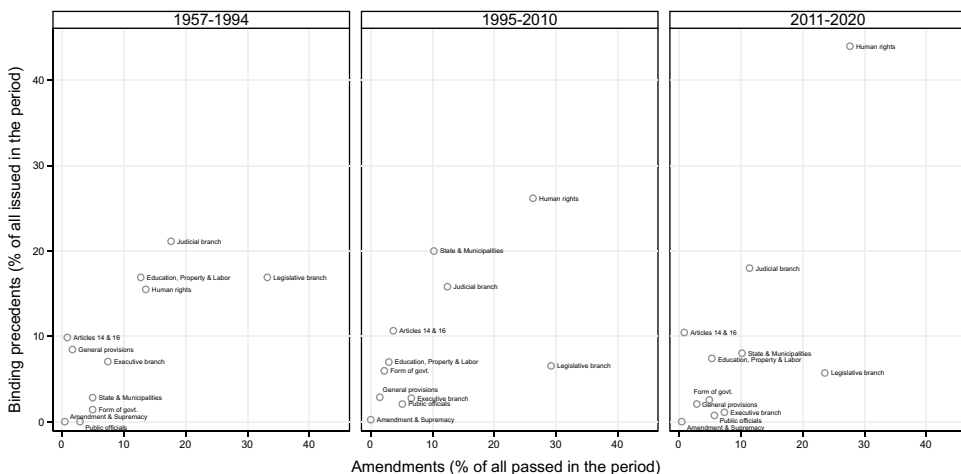 1957-1994
1995-2010
2011-2020
Binding precedents (% of all issued in the period)
40
30
20
10
0
Judicial branch
Education, Property & Labor
Legislative branch
Human rights
Articles 14 & 16
General provisions
Executive branch
State & Municipalities
Form of govt.
Amendment & Supremacy
Public officials
Human rights
State & Municipalities
Judicial branch
Articles 14 & 16
Education, Property & Labor
Legislative branch
Form of govt.
General provisions
Executive branch
Public officials
Amendment & Supremacy
Human rights
Judicial branch
Articles 14 & 16
State & Municipalities
Education, Property & Labor
Legislative branch
Form of govt.
General provisions
Executive branch
Public officials
Amendment & Supremacy
0 10 20 30 40
0 10 20 30 40
0 10 20 30 40
Amendments (% of all passed in the period)